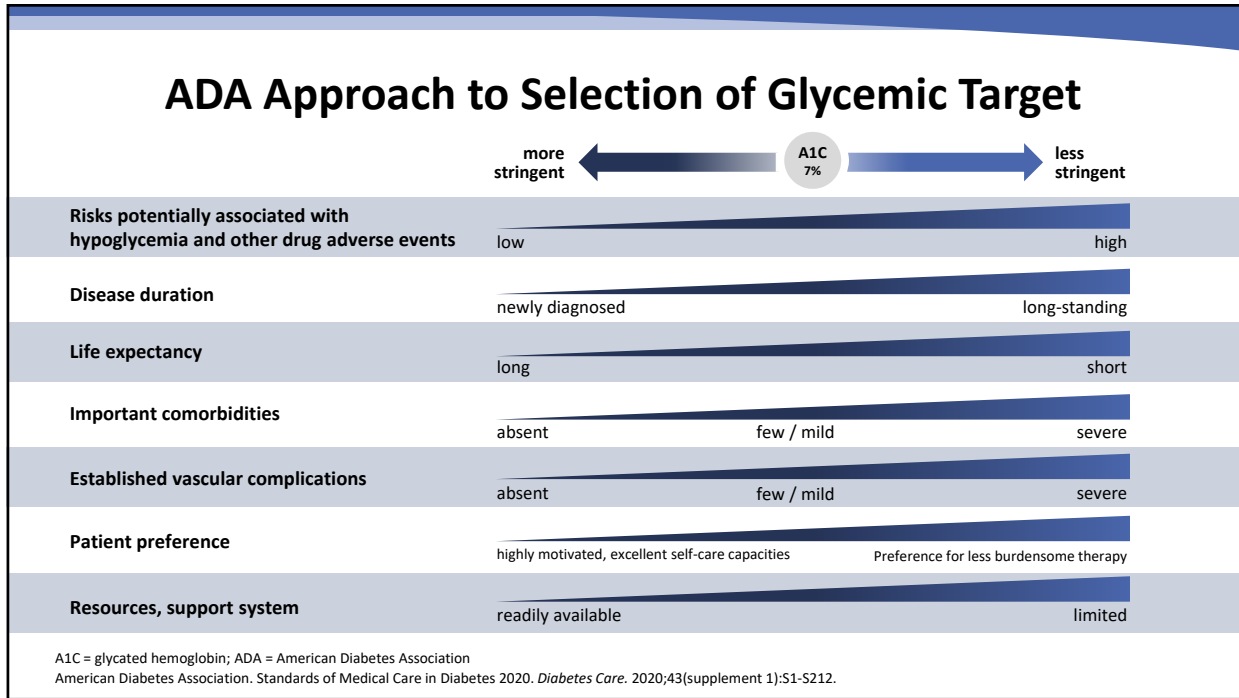 ADA Approach to Selection of Glycemic Target
more
stringent
A1C
7%
less
stringent
Risks potentially associated with
hypoglycemia and other drug adverse events
low
high
Disease duration
newly diagnosed
long-standing
Life expectancy
long
short
Important comorbidities
absent
few / mild
severe
Established vascular complications
absent
few / mild
severe
Patient preference
highly motivated, excellent self-care capacities
Preference for less burdensome therapy
Resources, support system
readily available
limited
A1C = glycated hemoglobin; ADA = American Diabetes Association
American Diabetes Association. Standards of Medical Care in Diabetes 2020. Diabetes Care. 2020;43(supplement 1):S1-S212.